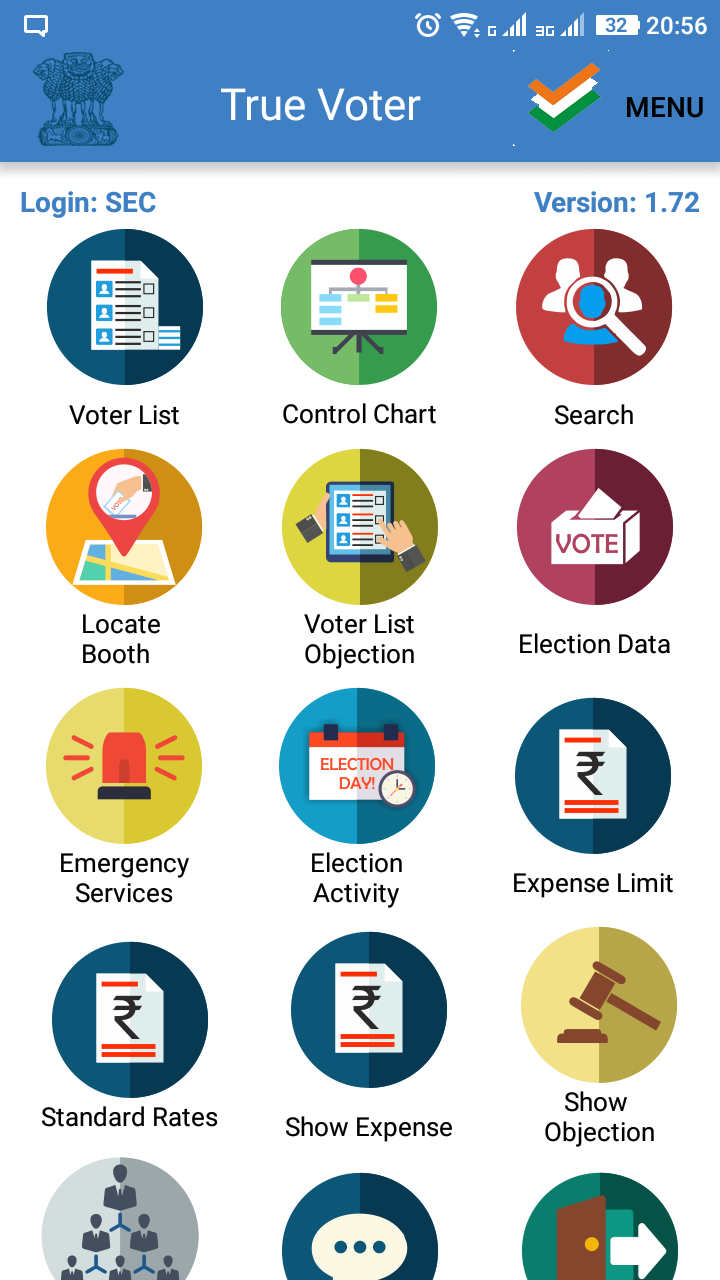 G 3G 32 20:56
True Voter MENU
Login: SEC Version: 1.72
Voter List Control Chart Search
VOTE
VOTE
Locate Booth
Voter List Objection
Election Data
ELECTION
DAY!
Emergency Services
Election Activity
Expense Limit
Standard Rates
Show Expense
Show Objection